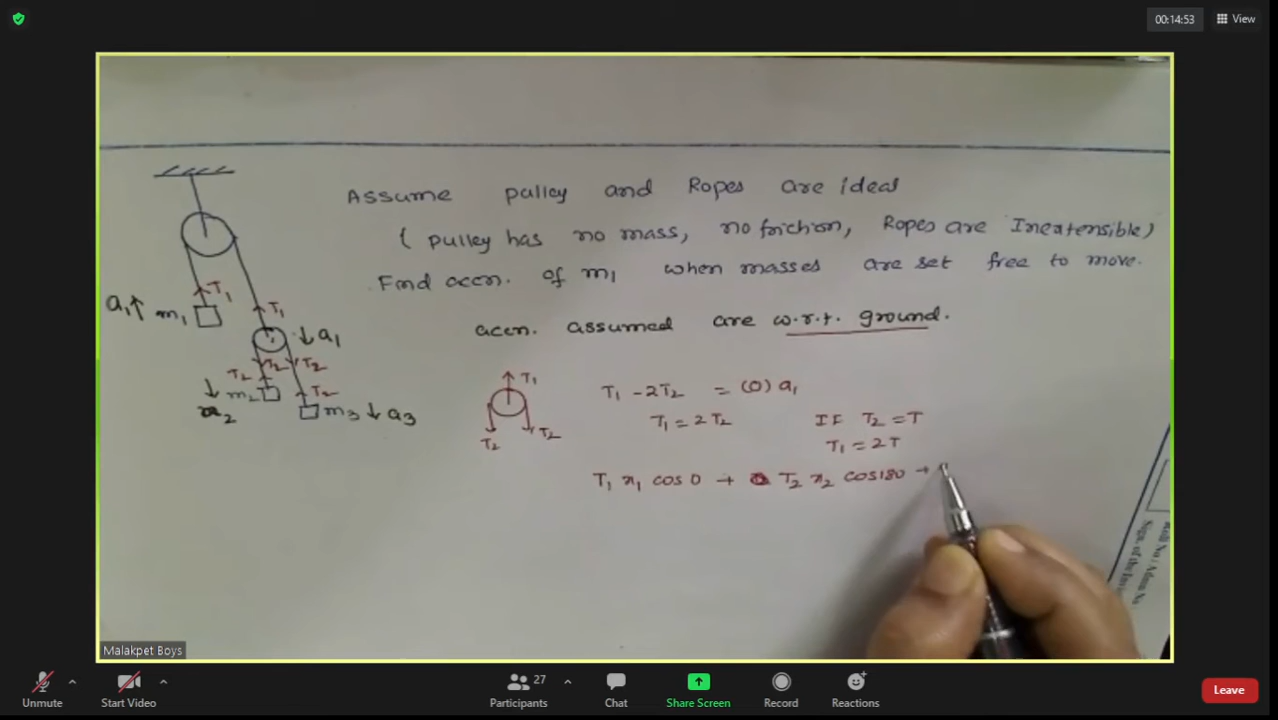 00:14:53
View
Assume pulley and Ropes are ideal
( pulley has no mass, no friction, Ropes are Inextensible)
Find accn. of m1 when masses are set free to move.
accn. assumed are w.r.t. ground.
a1↑ m1 T1
T1
↓ a1
T2 T2 T2
T2
↓ m2
a2
m3 ↓ a3
T1
T2 T2
T1 - 2T2 = (0) a1
T1 = 2T2
IF T2 = T
T1 = 2T
T1 x1 cos 0 + T2 x2 cos180 +
Malakpet Boys
Unmute
Start Video
27
Participants
Chat
Share Screen
Record
Reactions
Leave